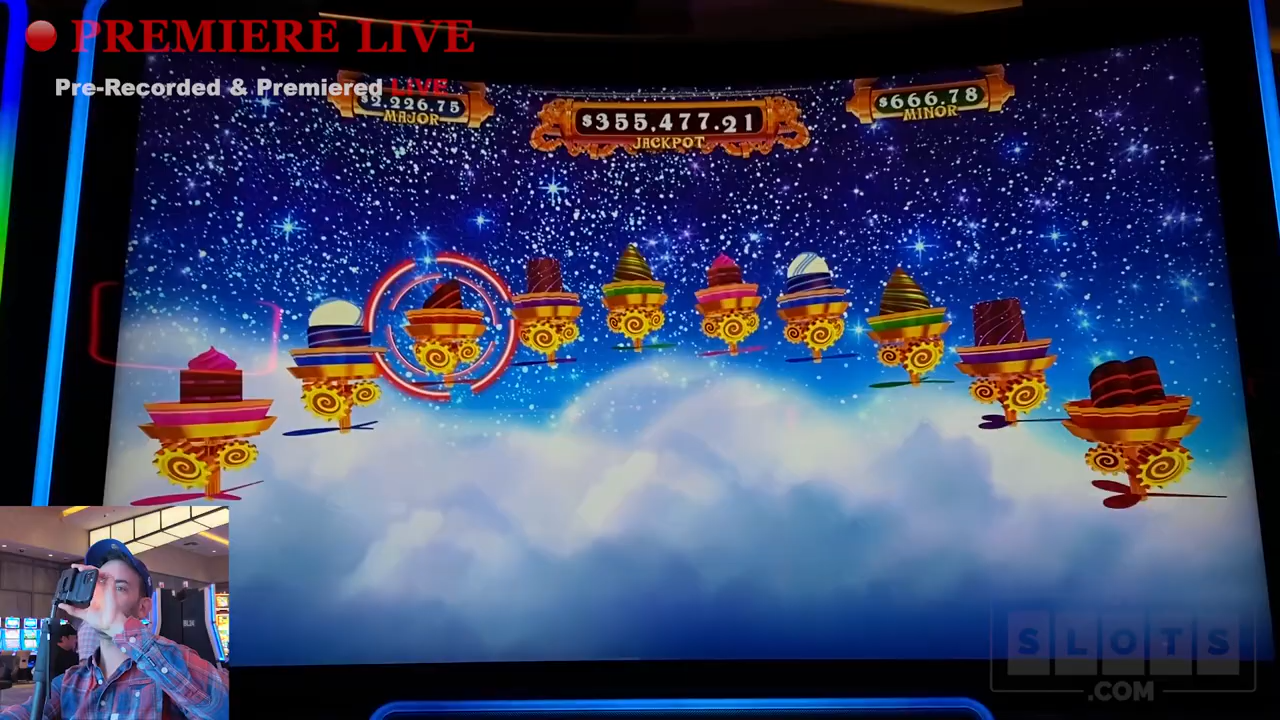 PREMIERE LIVE
Pre-Recorded & Premiered LIVE
$2,226.75
MAJOR
$355,477.21
JACKPOT
$666.78
MINOR
SLOTS
.COM